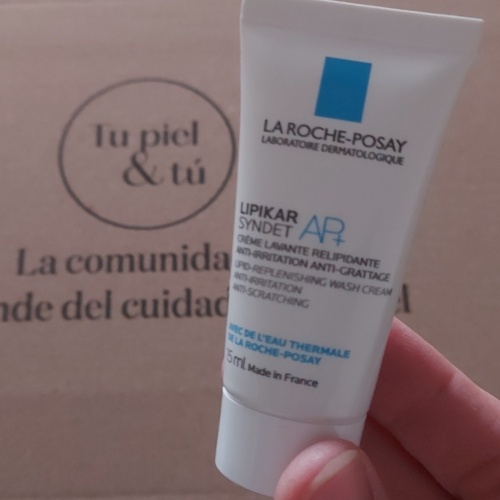 Tu piel
& tú
La comunida
nde del cuidad
LA ROCHE-POSAY
LABORATOIRE DERMATOLOGIQUE
LIPIKAR
SYNDET AP+
CRÈME LAVANTE RELIPIDANTE
ANTI-IRRITATION ANTI-GRATTAGE
LIPID-REPLENISHING WASH CREAM
ANTI-IRRITATION
ANTI-SCRATCHING
AVEC DE L'EAU THERMALE
DE LA ROCHE-POSAY
15 ml Made in France